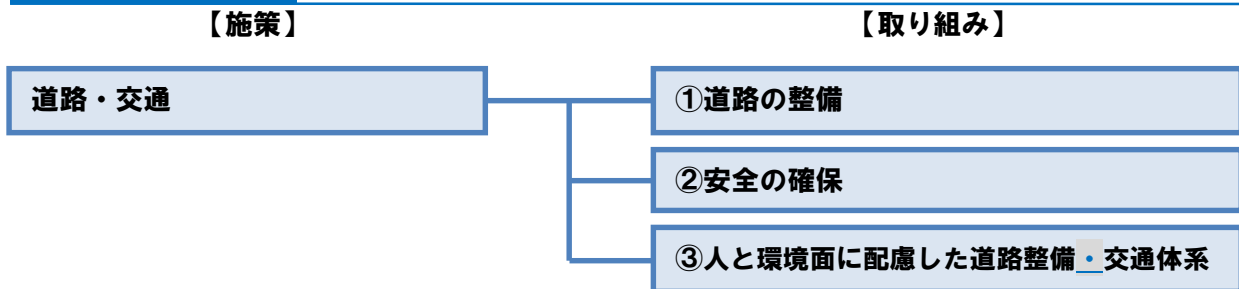 【施策】 【取り組み】
道路・交通 ①道路の整備
②安全の確保
③人と環境面に配慮した道路整備・交通体系